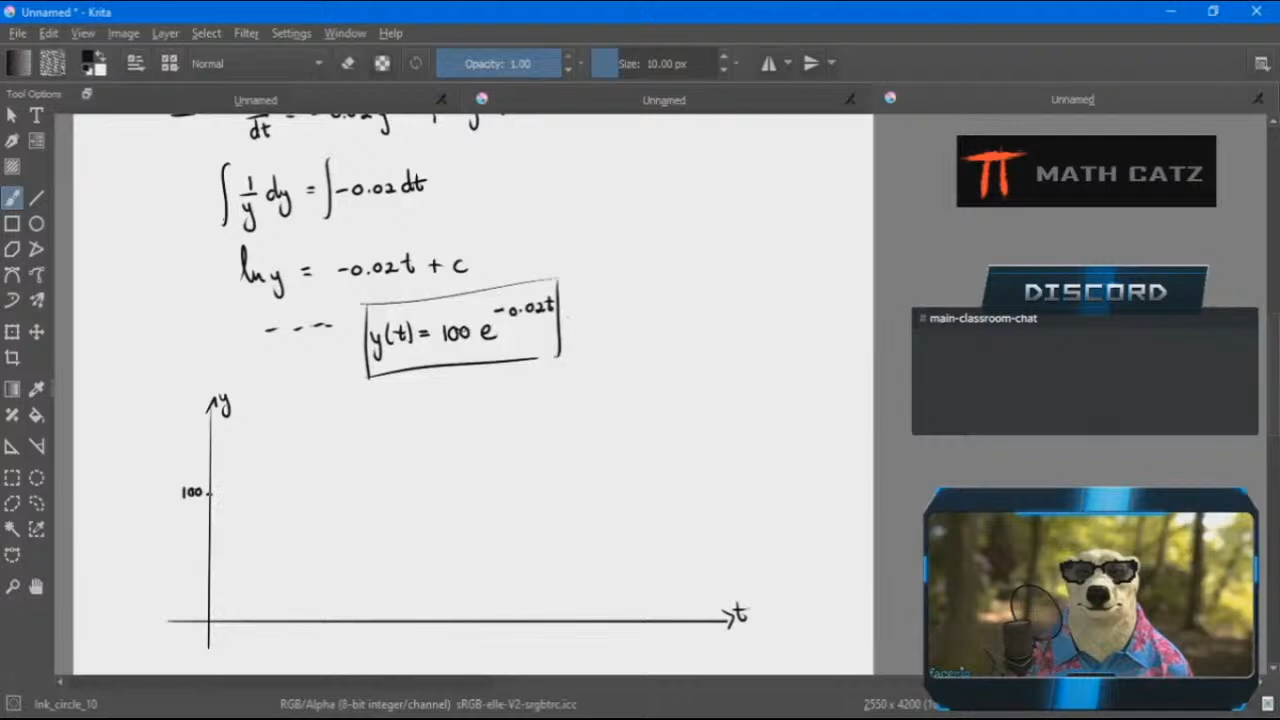 Unnamed * - Krita
File Edit View Image Layer Select Filter Settings Window Help
Normal Opacity: 1.00 Size: 10.00 px
Tool Options
Unnamed Unnamed Unnamed
dt = -0.02y
∫ 1/y dy = ∫ -0.02 dt
ln y = -0.02t + c
---- y(t) = 100 e^-0.02t
y
100
t
MATH CATZ
DISCORD
main-classroom-chat
facerig
Ink_circle_10 RGB/Alpha (8-bit integer/channel) sRGB-elle-V2-srgbtrc.icc 2550 x 4200